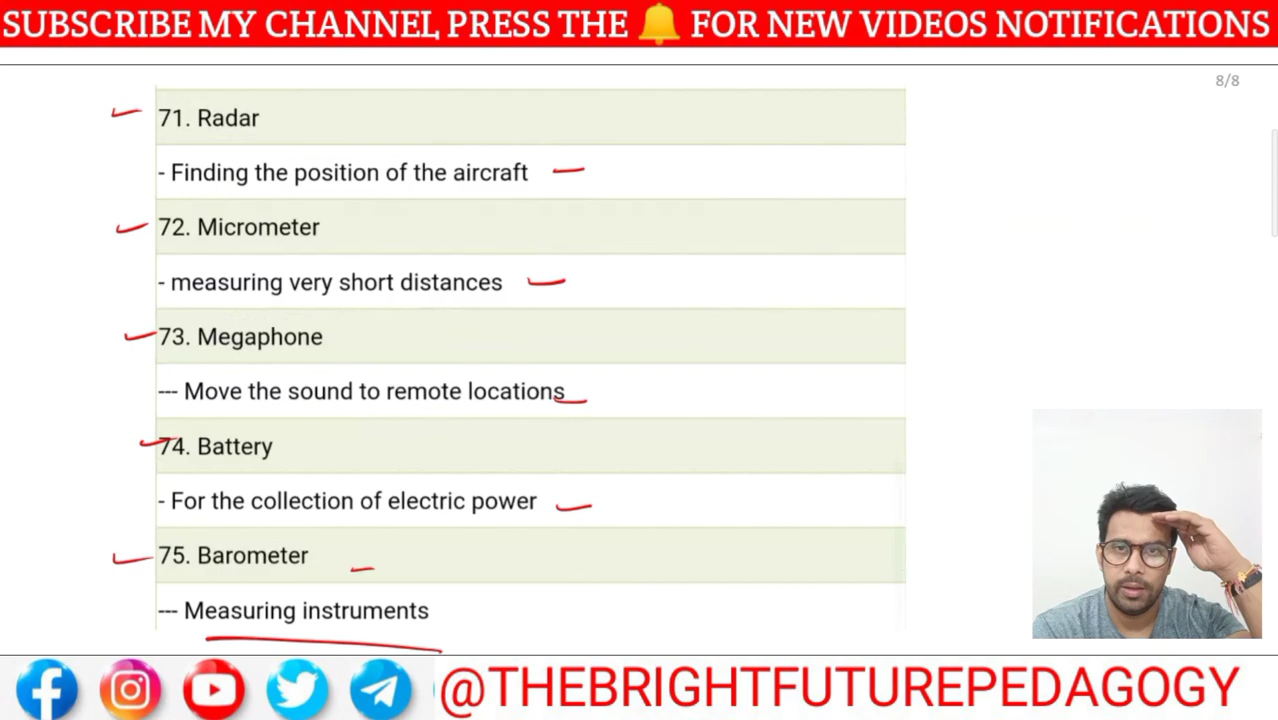 SUBSCRIBE MY CHANNEL PRESS THE 🔔 FOR NEW VIDEOS NOTIFICATIONS
8/8
71. Radar
- Finding the position of the aircraft
72. Micrometer
- measuring very short distances
73. Megaphone
--- Move the sound to remote locations
74. Battery
- For the collection of electric power
75. Barometer
--- Measuring instruments
@THEBRIGHTFUTUREPEDAGOGY